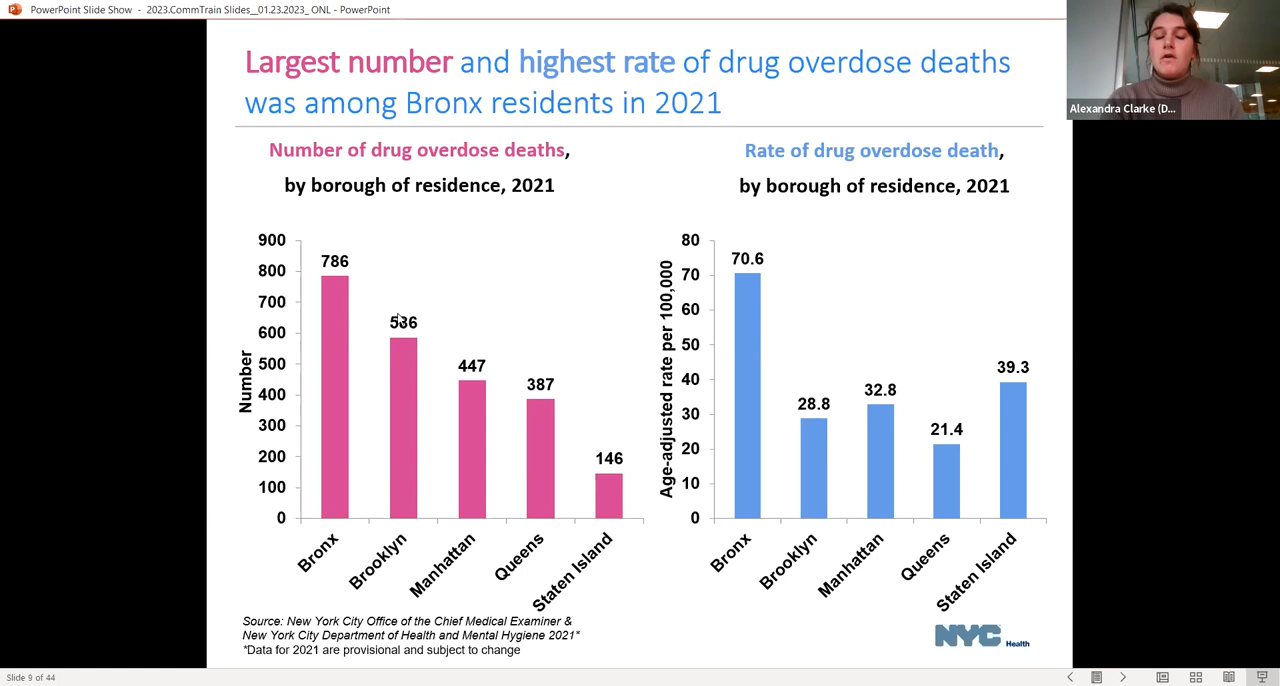 PowerPoint Slide Show - 2023.CommTrain Slides__01.23.2023_ ONL - PowerPoint
Alexandra Clarke (D...
Largest number and highest rate of drug overdose deaths
was among Bronx residents in 2021
Number of drug overdose deaths,
by borough of residence, 2021
Number
900
800
700
600
500
400
300
200
100
0
786
447
387
146
Bronx
Brooklyn
Manhattan
Queens
Staten Island
Rate of drug overdose death,
by borough of residence, 2021
Age-adjusted rate per 100,000
80
70
60
50
40
30
20
10
0
70.6
28.8
32.8
21.4
39.3
Bronx
Brooklyn
Manhattan
Queens
Staten Island
Source: New York City Office of the Chief Medical Examiner &
New York City Department of Health and Mental Hygiene 2021*
*Data for 2021 are provisional and subject to change
NYC Health
Slide 9 of 44